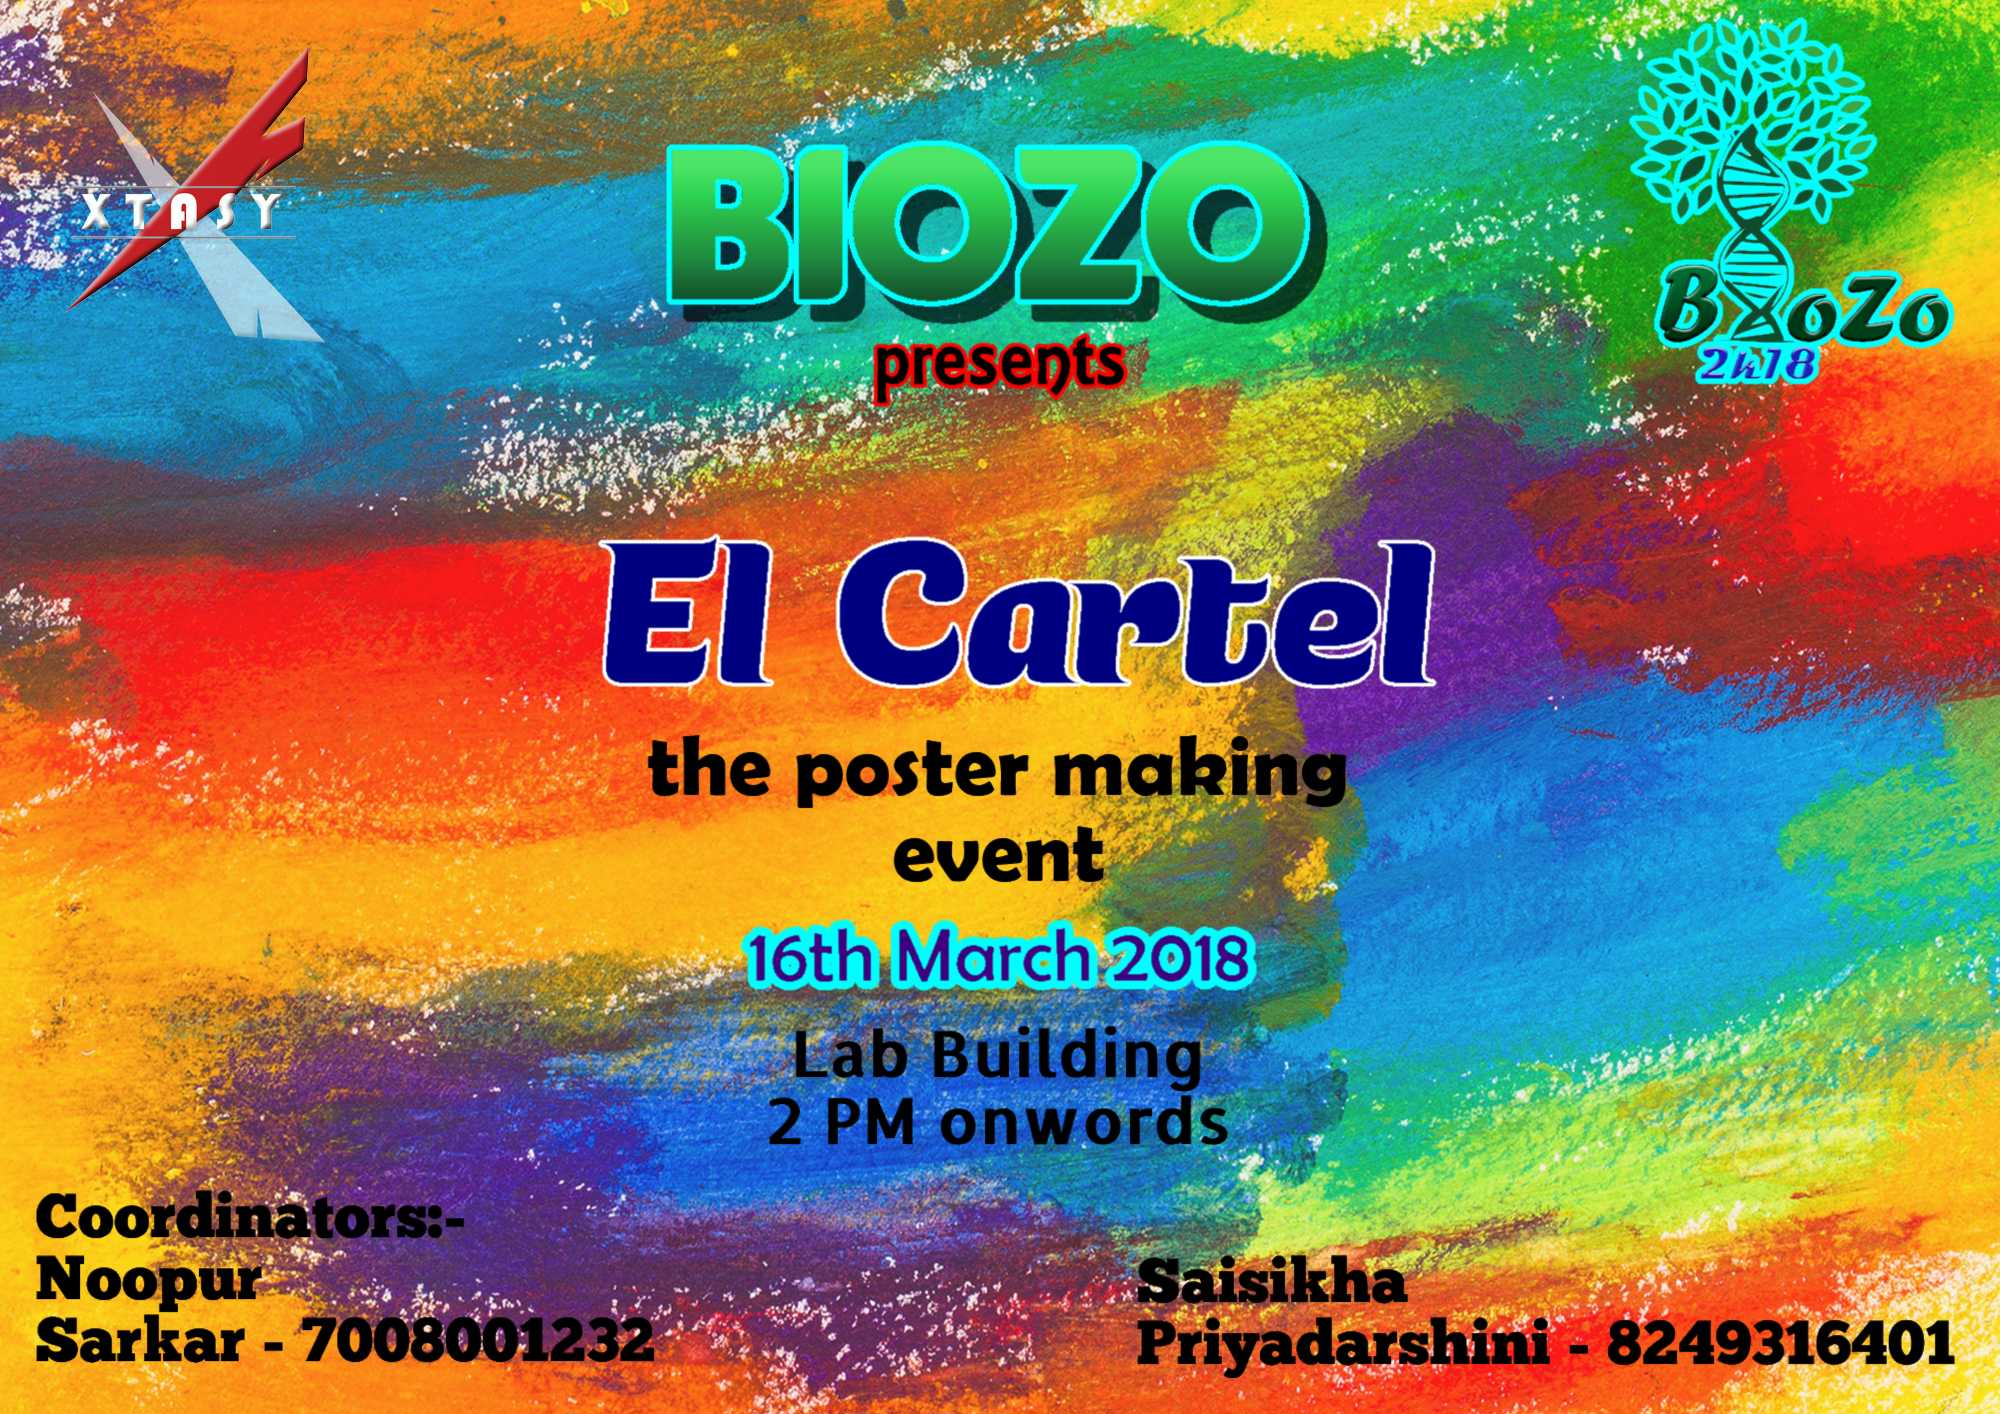 XTASY
BIOZO
presents
BioZo
2k18
El Cartel
the poster making
event
16th March 2018
Lab Building
2 PM onwords
Coordinators:-
Noopur
Sarkar - 7008001232
Saisikha
Priyadarshini - 8249316401